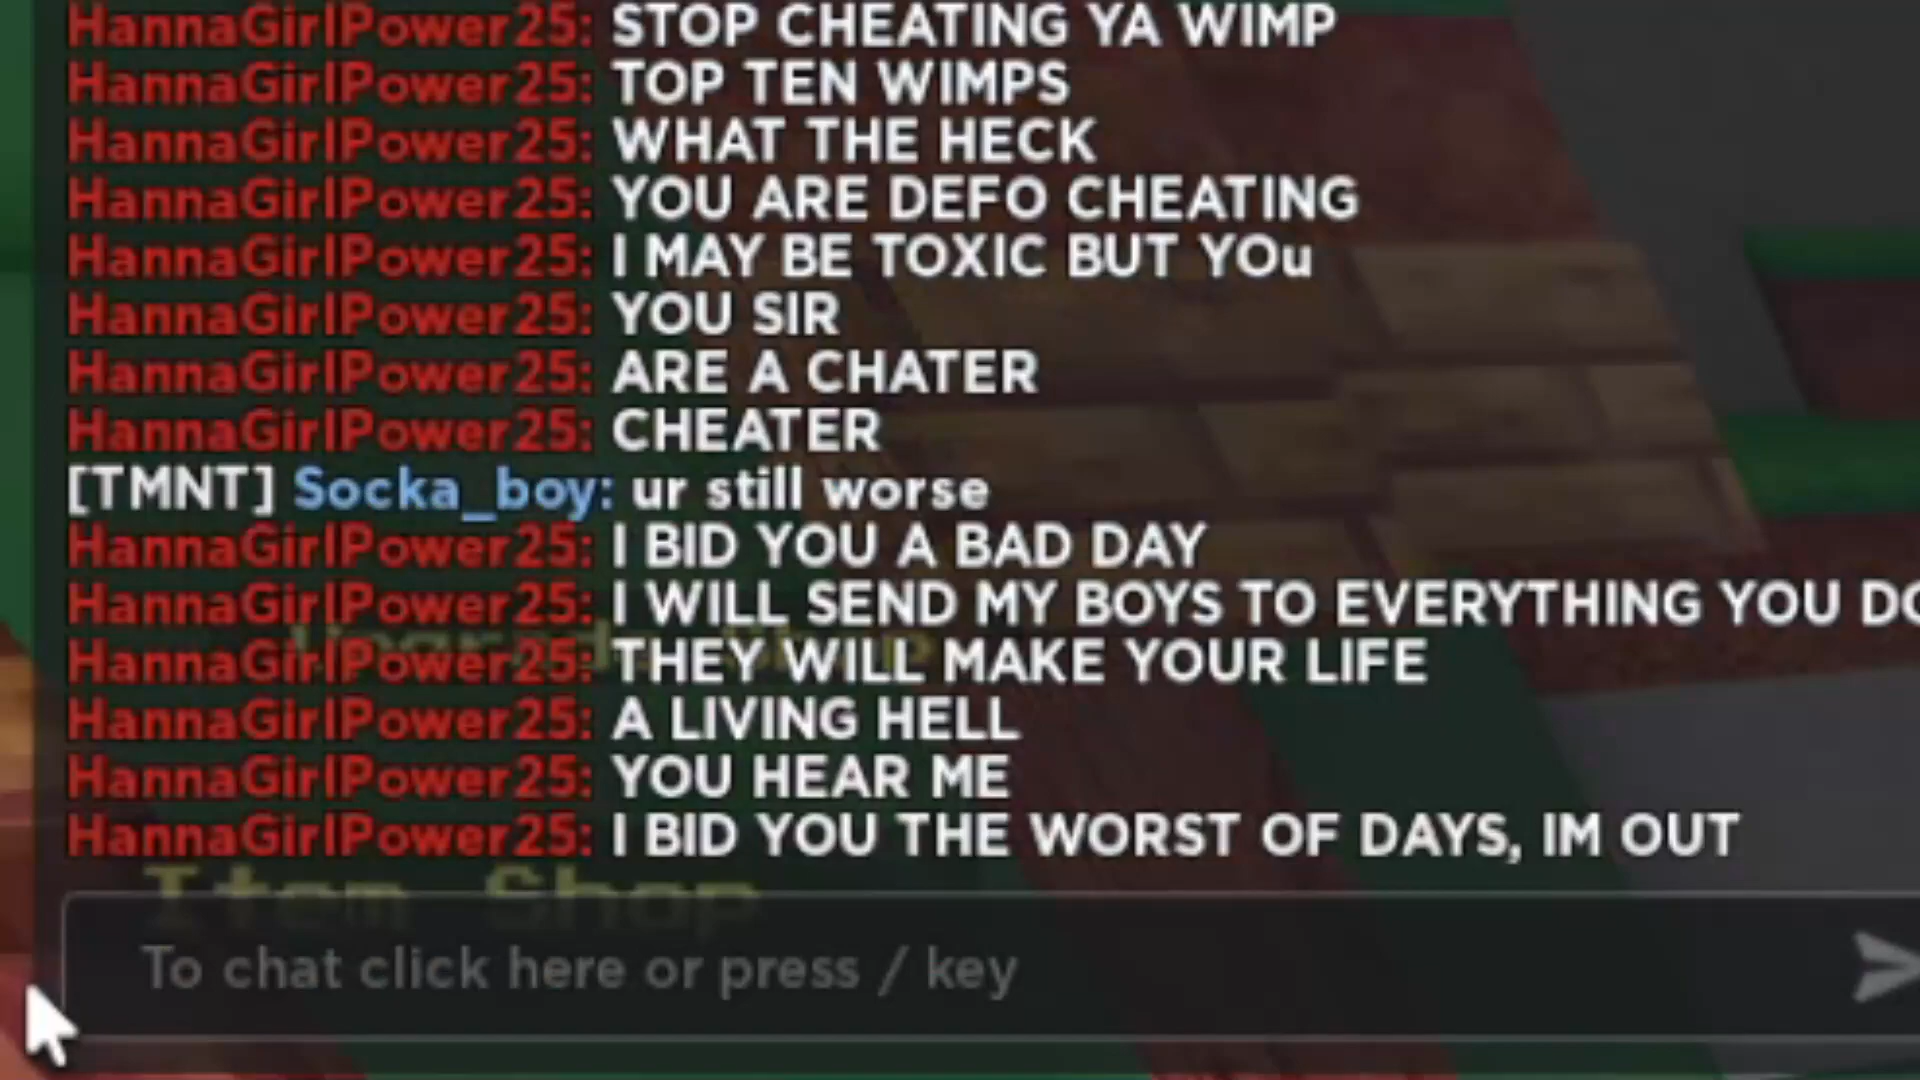 HannaGirlPower25: STOP CHEATING YA WIMP
HannaGirlPower25: TOP TEN WIMPS
HannaGirlPower25: WHAT THE HECK
HannaGirlPower25: YOU ARE DEFO CHEATING
HannaGirlPower25: I MAY BE TOXIC BUT YOu
HannaGirlPower25: YOU SIR
HannaGirlPower25: ARE A CHATER
HannaGirlPower25: CHEATER
[TMNT] Socka_boy: ur still worse
HannaGirlPower25: I BID YOU A BAD DAY
HannaGirlPower25: I WILL SEND MY BOYS TO EVERYTHING YOU DO
HannaGirlPower25: THEY WILL MAKE YOUR LIFE
HannaGirlPower25: A LIVING HELL
HannaGirlPower25: YOU HEAR ME
HannaGirlPower25: I BID YOU THE WORST OF DAYS, IM OUT
Item Shop
To chat click here or press / key